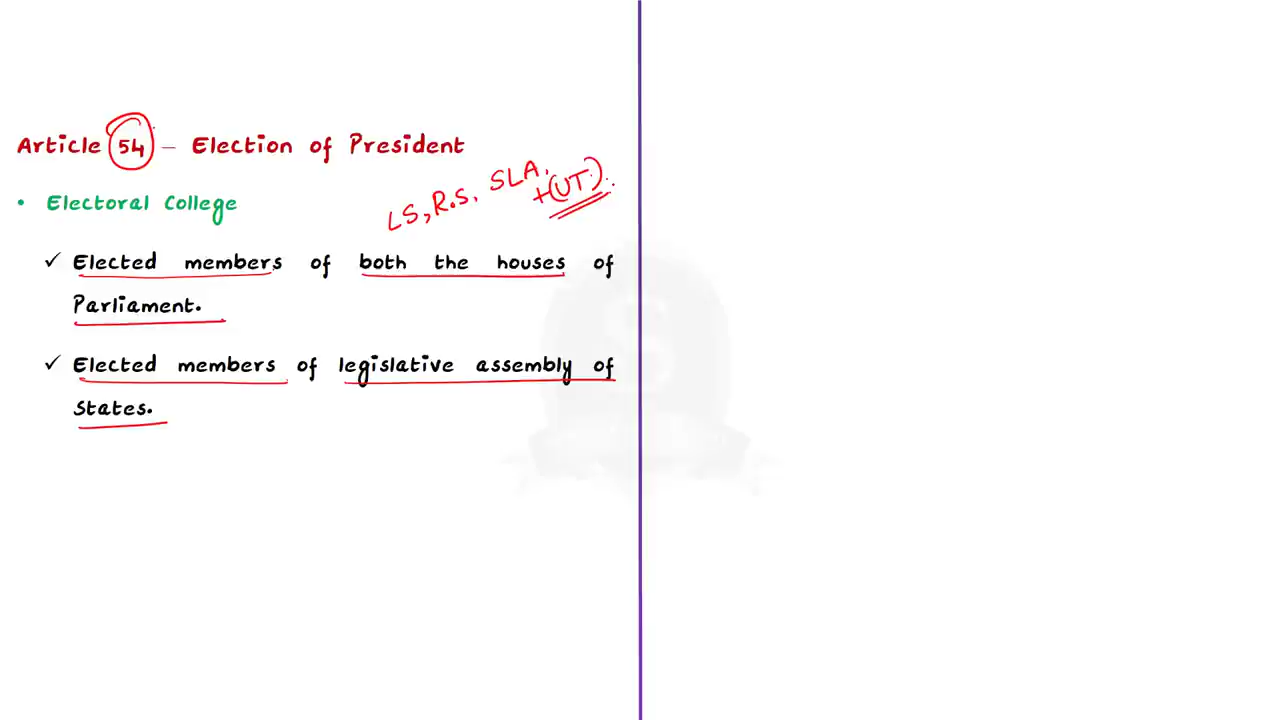 Article 54 – Election of President
• Electoral College
LS, R.S, SLA.
+(UT).
✓ Elected members of both the houses of
Parliament.
✓ Elected members of legislative assembly of
States.